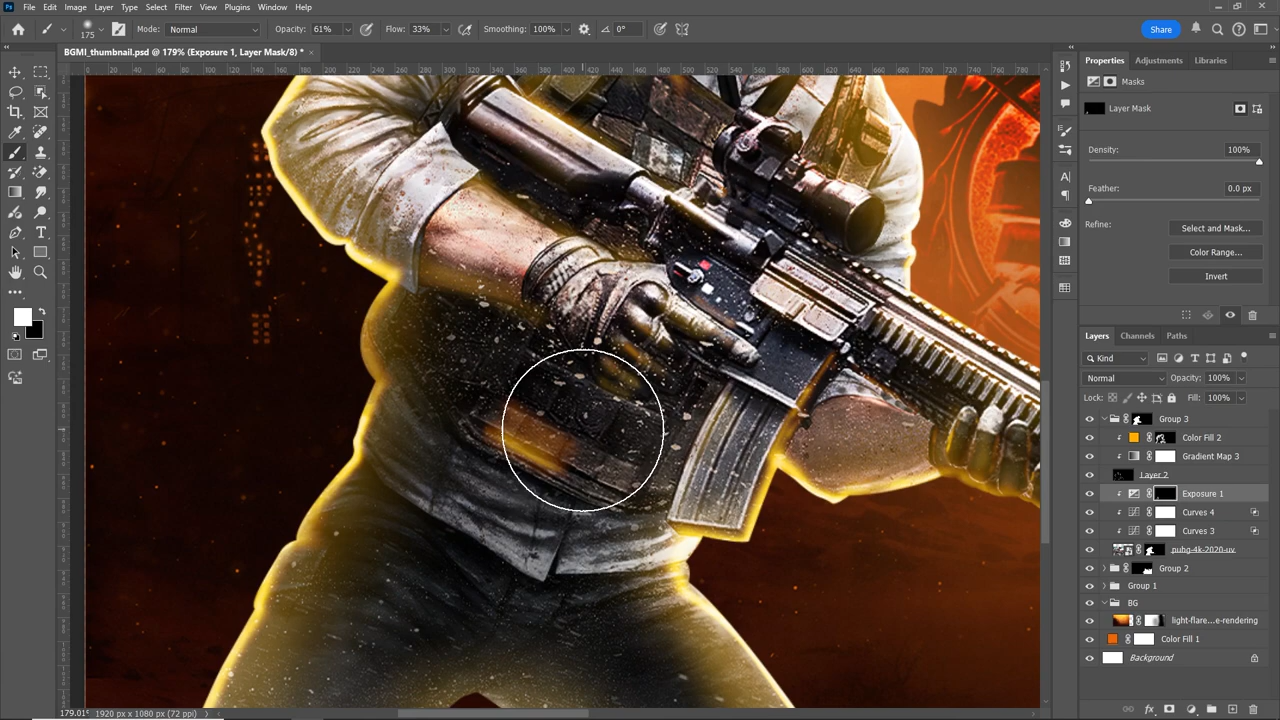 File Edit Image Layer Type Select Filter View Plugins Window Help
175 Mode: Normal Opacity: 61% Flow: 33% Smoothing: 100% 0° Share
BGMI_thumbnail.psd @ 179% (Exposure 1, Layer Mask/8) *
Properties Adjustments Libraries
Masks
Layer Mask
Density: 100%
Feather: 0.0 px
Refine: Select and Mask...
Color Range...
Invert
Layers Channels Paths
Kind
Normal Opacity: 100%
Lock: Fill: 100%
Group 3
Color Fill 2
Gradient Map 3
Layer 2
Exposure 1
Curves 4
Curves 3
pubg-4k-2020-uv
Group 2
Group 1
BG
light-flare...e-rendering
Color Fill 1
Background
179.01% 1920 px x 1080 px (72 ppi)